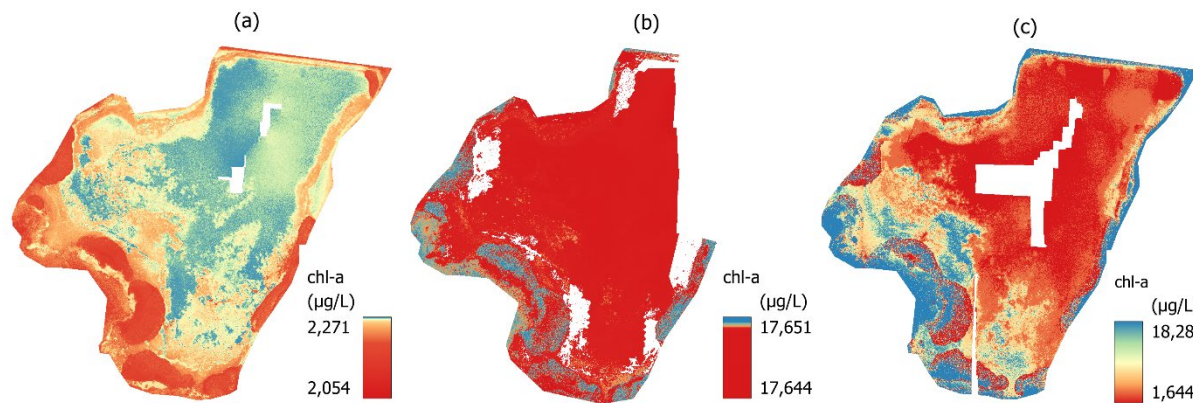 (a)
(b)
(c)
chl-a
(µg/L)
2,271
2,054
chl-a
(µg/L)
17,651
17,644
chl-a
(µg/L)
18,28
1,644